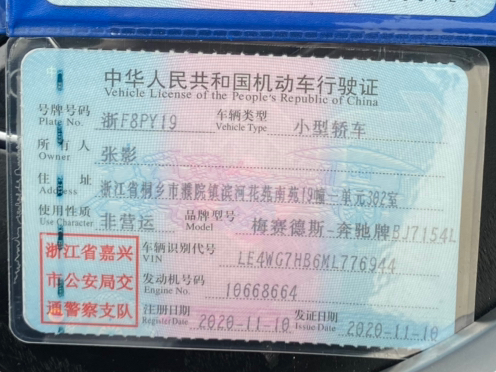 中华人民共和国机动车行驶证
Vehicle License of the People's Republic of China
号牌号码 浙F8PY19 车辆类型 小型轿车
Plate No. Vehicle Type
所有人 张影
Owner
住址 浙江省桐乡市濮院镇滨河花苑南苑19幢一单元302室
Address
使用性质 非营运 品牌型号 梅赛德斯-奔驰牌BJ7154L
Use Character Model
浙江省嘉兴 车辆识别代号 LE4WG7HB6ML776944
VIN
市公安局交 发动机号码 10668664
Engine No.
通警察支队 注册日期 2020-11-10 发证日期 2020-11-10
Register Date Issue Date